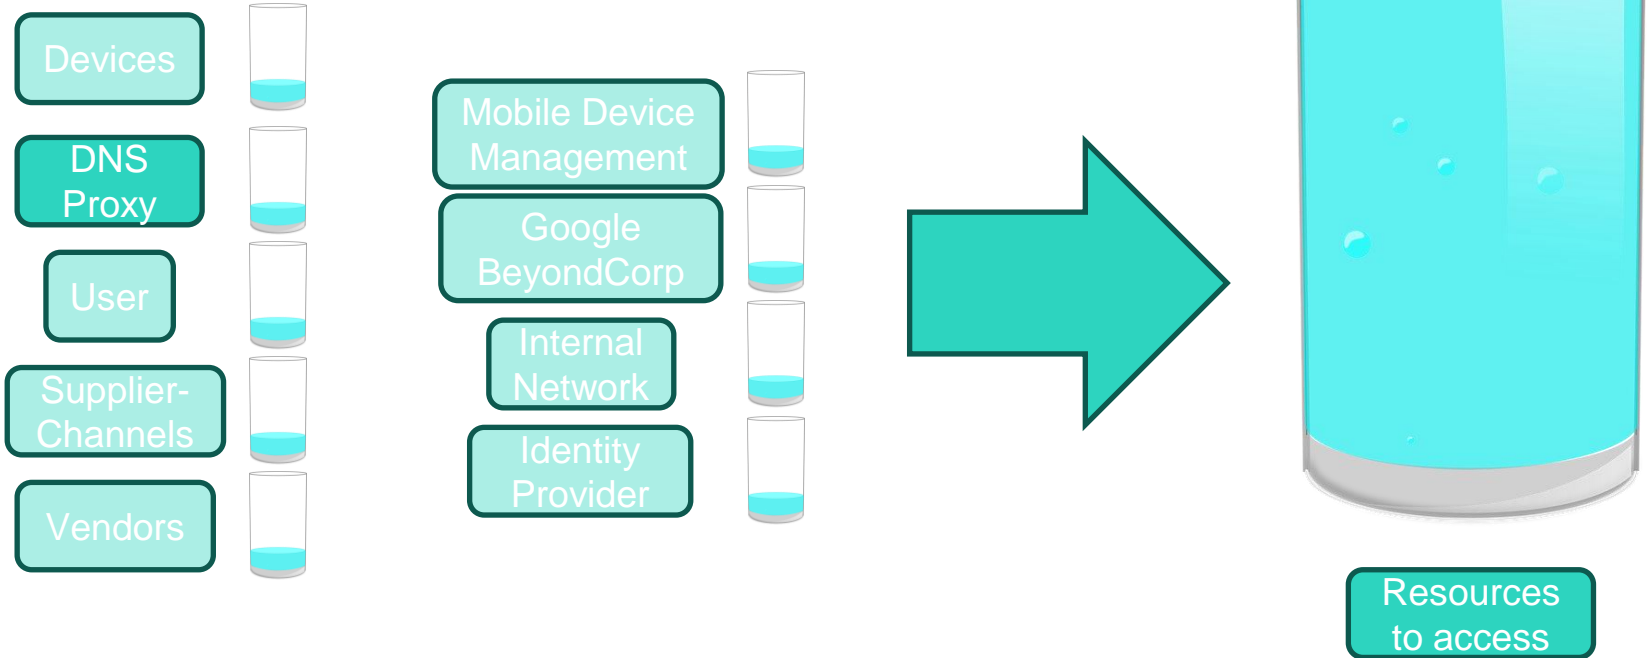 Devices
DNS
Proxy
User
Supplier-
Channels
Vendors
Mobile Device
Management
Google
BeyondCorp
Internal
Network
Identity
Provider
Resources
to access